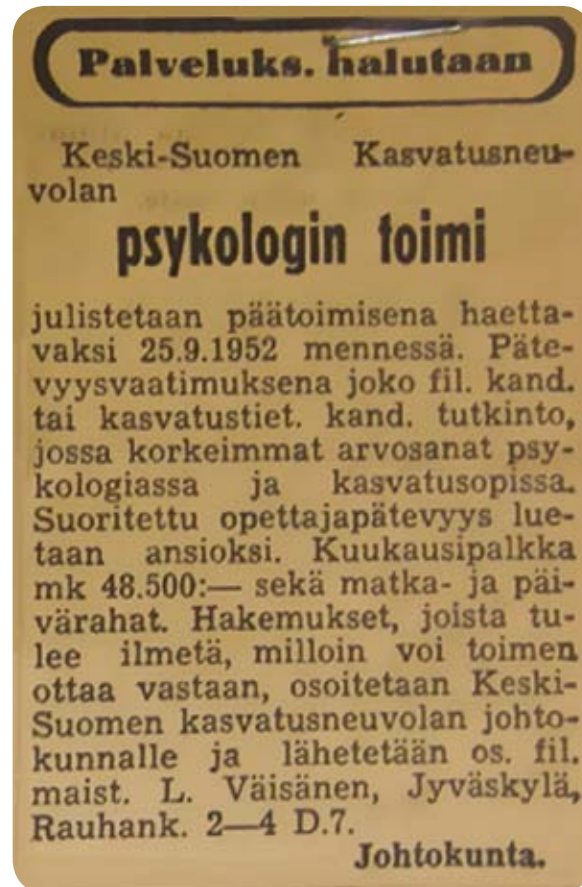 Palveluks. halutaan
Keski-Suomen Kasvatusneu-
volan
psykologin toimi
julistetaan päätoimisena haetta-
vaksi 25.9.1952 mennessä. Päte-
vyysvaatimuksena joko fil. kand.
tai kasvatustiet. kand. tutkinto,
jossa korkeimmat arvosanat psy-
kologiassa ja kasvatusopissa.
Suoritettu opettajapätevyys lue-
taan ansioksi. Kuukausipalkka
mk 48.500:— sekä matka- ja päi-
värahat. Hakemukset, joista tu-
lee ilmetä, milloin voi toimen
ottaa vastaan, osoitetaan Keski-
Suomen kasvatusneuvolan johto-
kunnalle ja lähetetään os. fil.
maist. L. Väisänen, Jyväskylä,
Rauhank. 2—4 D.7.
Johtokunta.